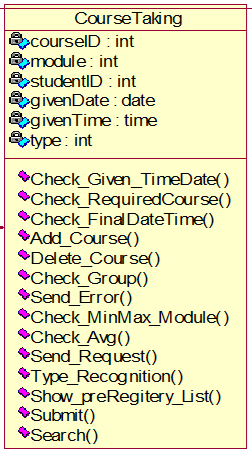 CourseTaking
courseID : int
module : int
studentID : int
givenDate : date
givenTime : time
type : int
Check_Given_TimeDate()
Check_RequiredCourse()
Check_FinalDateTime()
Add_Course()
Delete_Course()
Check_Group()
Send_Error()
Check_MinMax_Module()
Check_Avg()
Send_Request()
Type_Recognition()
Show_preRegitery_List()
Submit()
Search()